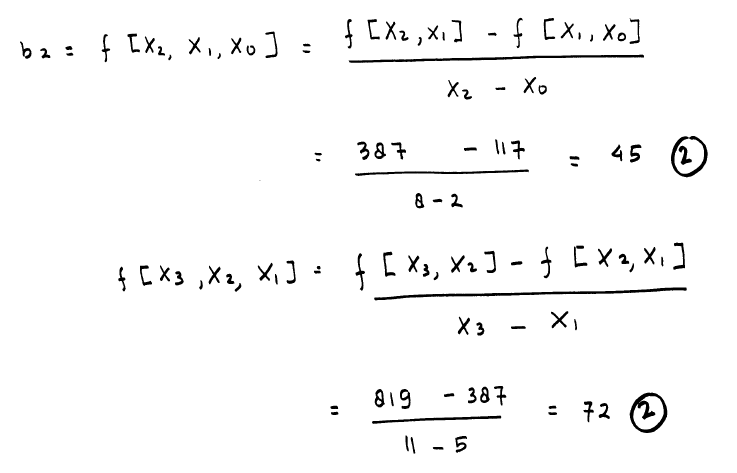 b2 = f [X2, X1, X0] = f [X2, X1] - f [X1, X0] / X2 - X0
= 387 - 117 / 8 - 2 = 45 ②
f [X3, X2, X1] = f [X3, X2] - f [X2, X1] / X3 - X1
= 819 - 387 / 11 - 5 = 72 ②